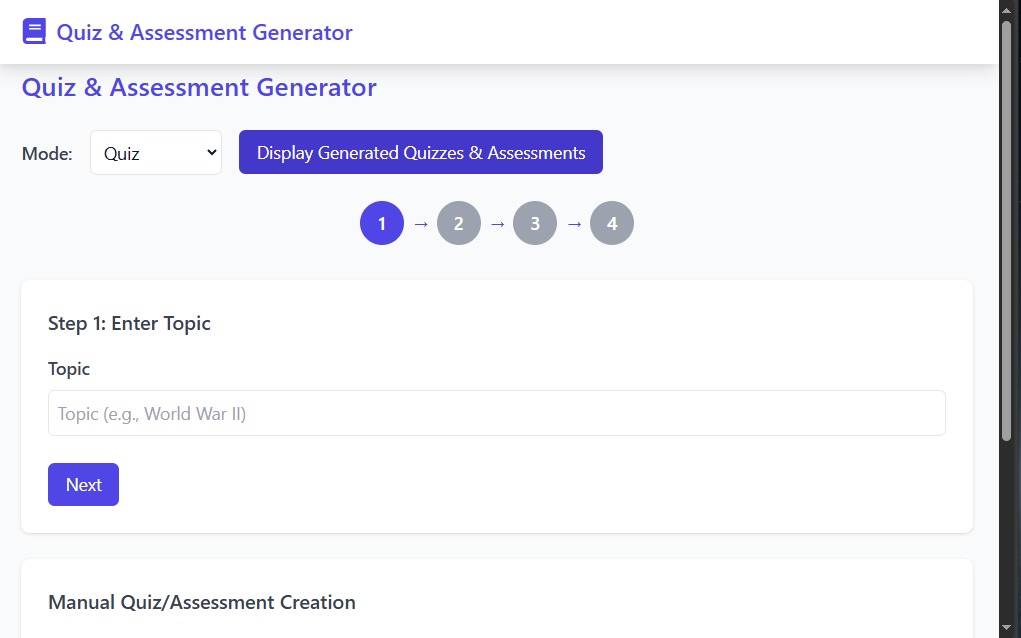 Quiz & Assessment Generator
Quiz & Assessment Generator
Mode: Quiz Display Generated Quizzes & Assessments
1 → 2 → 3 → 4
Step 1: Enter Topic
Topic
Topic (e.g., World War II)
Next
Manual Quiz/Assessment Creation